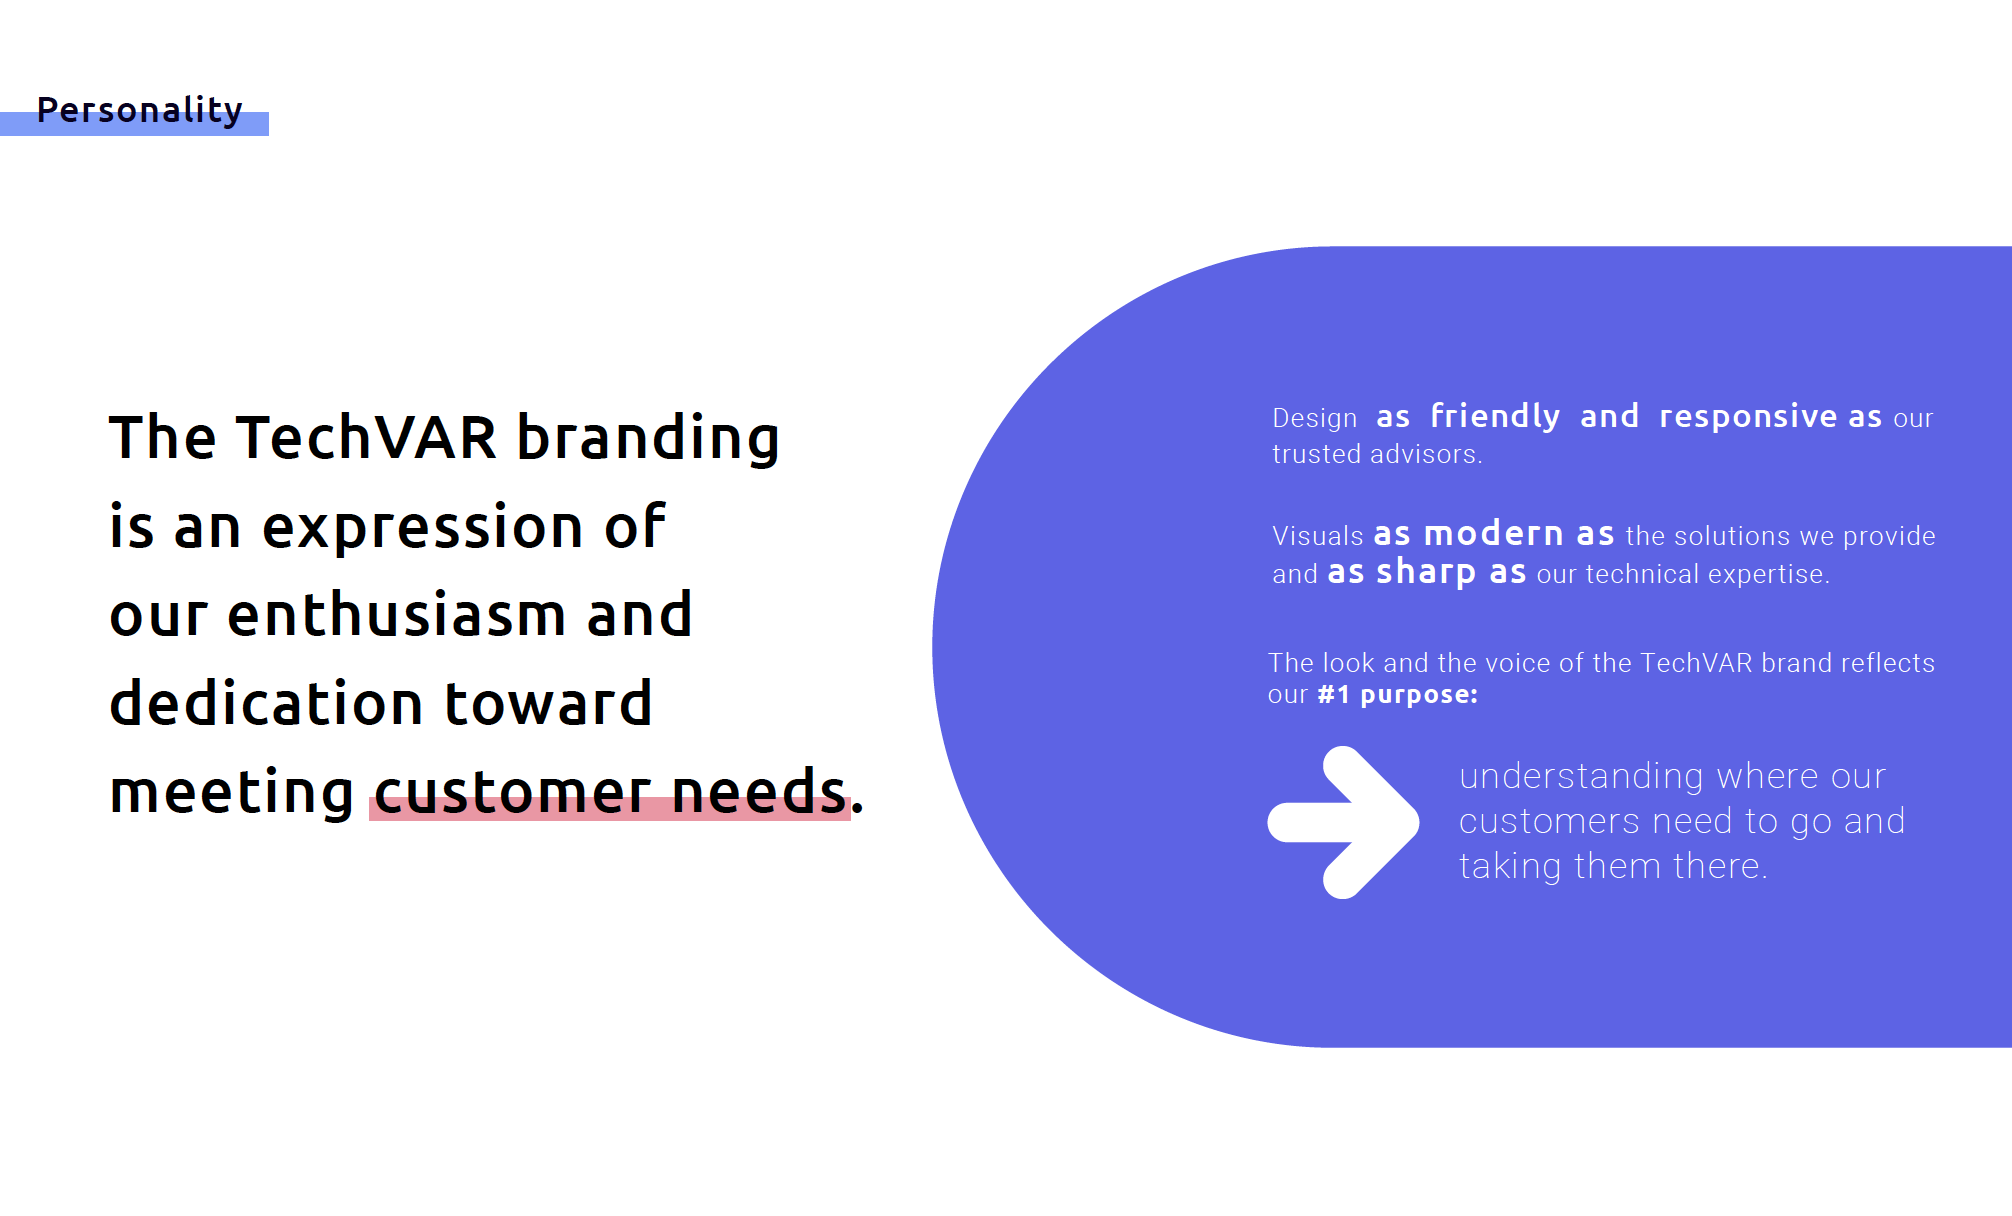 Personality
The TechVAR branding
is an expression of
our enthusiasm and
dedication toward
meeting customer needs.
Design as friendly and responsive as our
trusted advisors.
Visuals as modern as the solutions we provide
and as sharp as our technical expertise.
The look and the voice of the TechVAR brand reflects
our #1 purpose:
understanding where our
customers need to go and
taking them there.